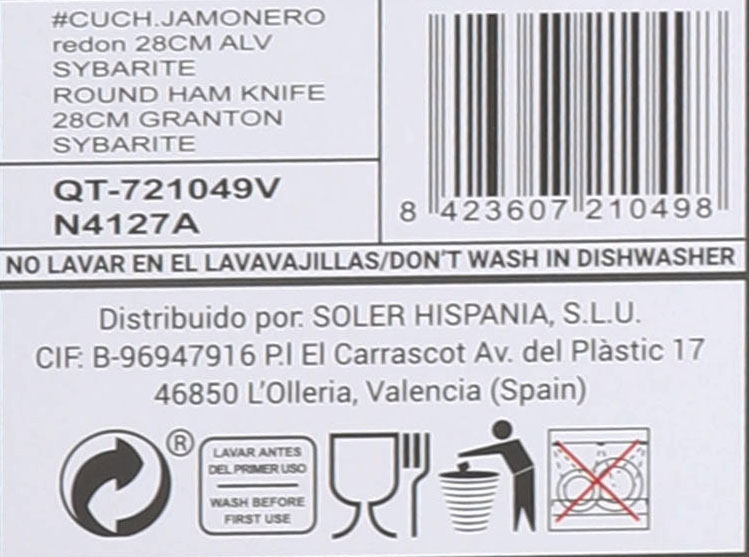 #CUCH.JAMONERO
redon 28CM ALV
SYBARITE
ROUND HAM KNIFE
28CM GRANTON
SYBARITE
QT-721049V
N4127A
8 423607 210498
NO LAVAR EN EL LAVAVAJILLAS/DON'T WASH IN DISHWASHER
Distribuido por: SOLER HISPANIA, S.L.U.
CIF: B-96947916 P.I El Carrascot Av. del Plàstic 17
46850 L'Olleria, Valencia (Spain)
®
LAVAR ANTES
DEL PRIMER USO
WASH BEFORE
FIRST USE